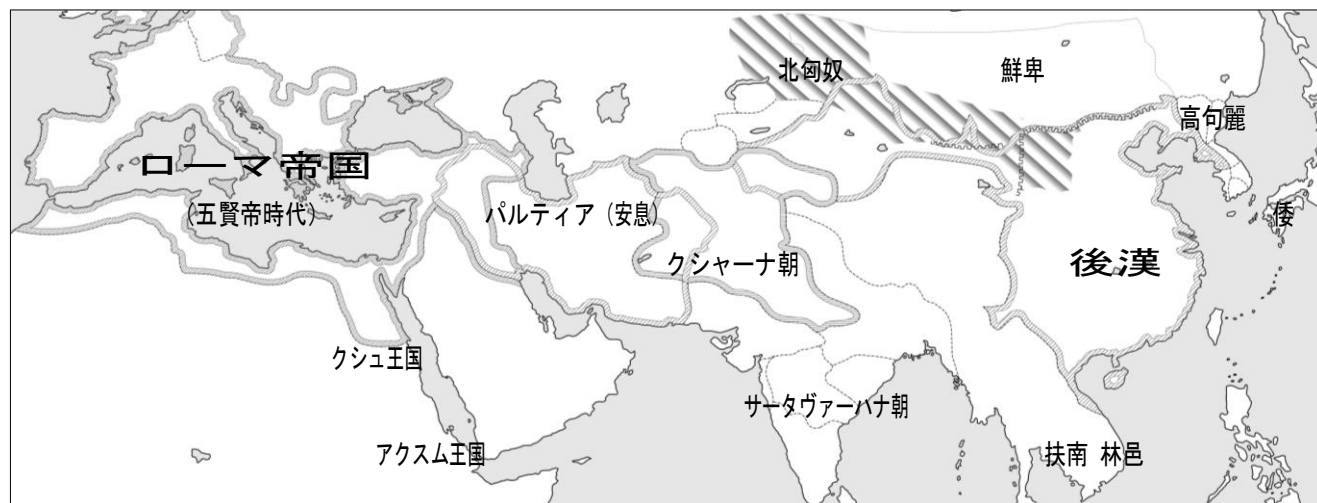 北匈奴
鮮卑
高句麗
ローマ帝国
(五賢帝時代)
パルティア(安息)
倭
クシャーナ朝
後漢
クシュ王国
サータヴァーハナ朝
アクスム王国
扶南 林邑